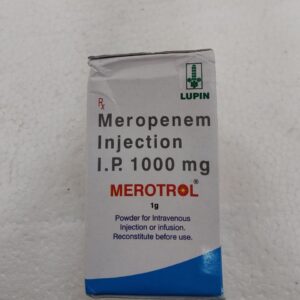 LUPIN
Rx
Meropenem
Injection
I.P. 1000 mg
MEROTROL®
1g
Powder for Intravenous
Injection or infusion.
Reconstitute before use.